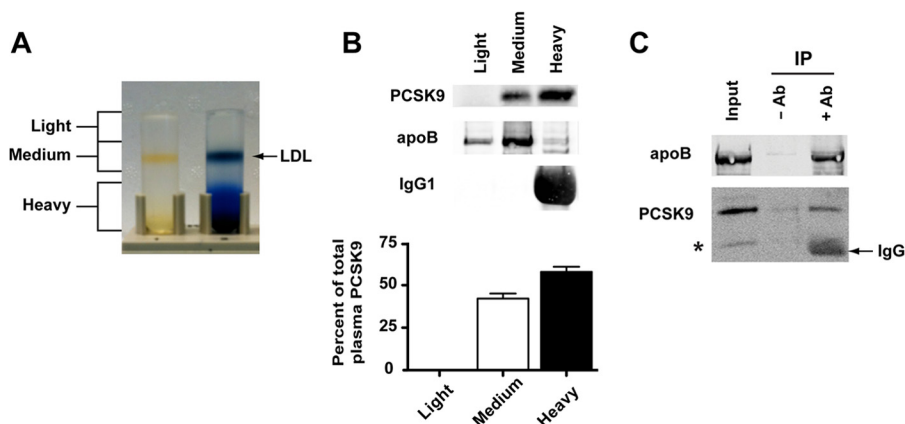 A
Light
Medium
Heavy
LDL
B
Light
Medium
Heavy
PCSK9
apoB
IgG1
Percent of total
plasma PCSK9
75
50
25
0
Light
Medium
Heavy
C
IP
Input
– Ab
+ Ab
apoB
PCSK9
*
IgG